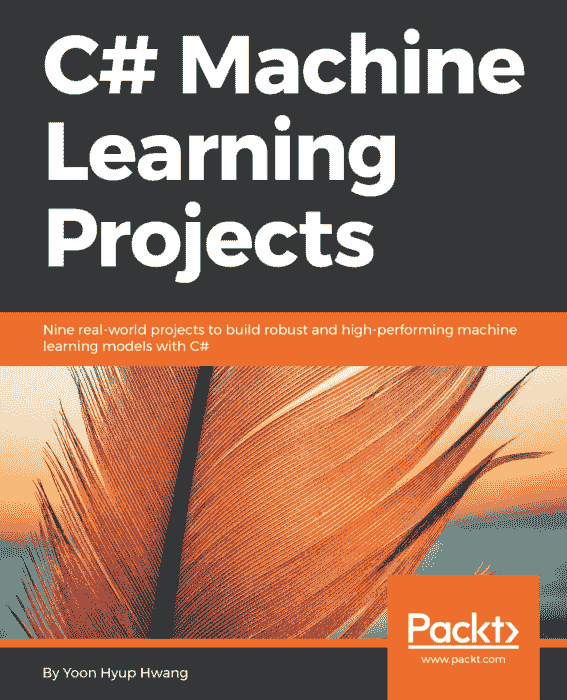 C# Machine
Learning
Projects
Nine real-world projects to build robust and high-performing machine
learning models with C#
Packt>
www.packt.com
By Yoon Hyup Hwang